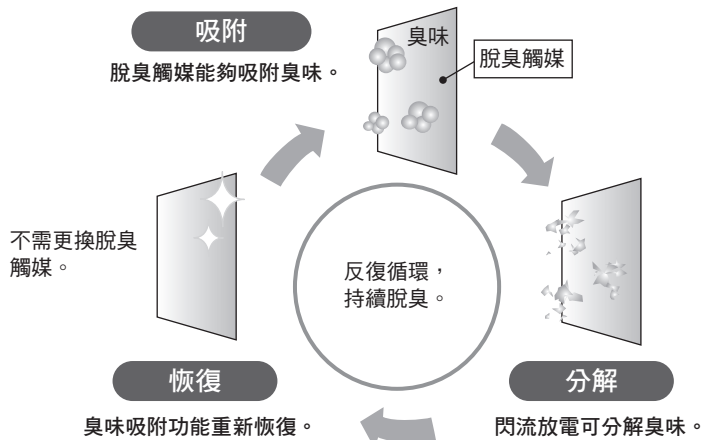 吸附
脫臭觸媒能夠吸附臭味。
臭味
脫臭觸媒
不需更換脫臭
觸媒。
反復循環，
持續脫臭。
恢復
臭味吸附功能重新恢復。
分解
閃流放電可分解臭味。